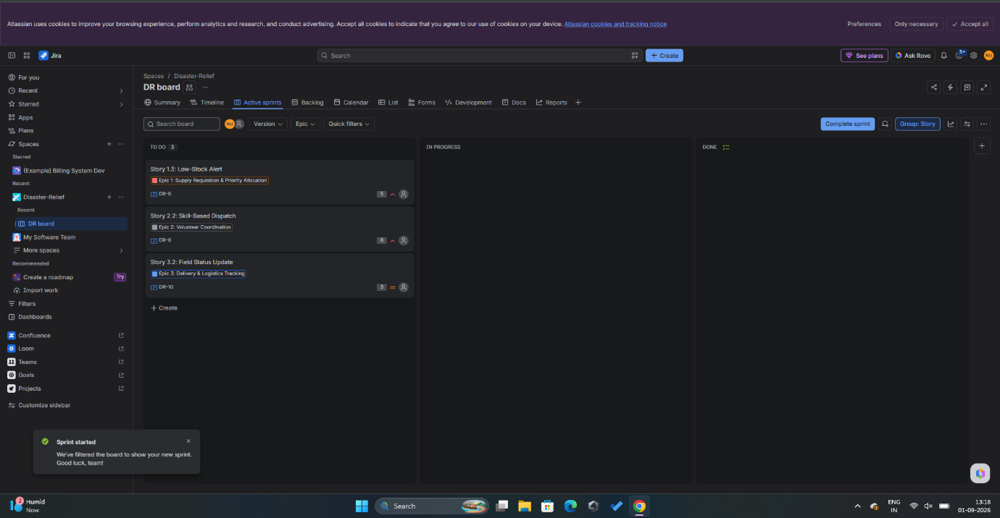 Atlassian uses cookies to improve your browsing experience, perform analytics and research, and conduct advertising. Accept all cookies to indicate that you agree to our use of cookies on your device. Atlassian cookies and tracking notice
Preferences
Only necessary
Accept all
Jira
Search
Create
See plans
Ask Rovo
3+
NU
For you
Recent
Starred
Apps
Plans
Spaces
Starred
(Example) Billing System Dev
Recent
Disaster-Relief
Recent
DR board
My Software Team
More spaces
Recommended
Create a roadmap
Try
Import work
Filters
Dashboards
Confluence
Loom
Teams
Goals
Projects
Customize sidebar
Spaces / Disaster-Relief
DR board
Summary
Timeline
Active sprints
Backlog
Calendar
List
Forms
Development
Docs
Reports
Search board
NU
Version
Epic
Quick filters
Complete sprint
Group: Story
TO DO 3
Story 1.3: Low-Stock Alert
Epic 1: Supply Requisition & Priority Allocation
DR-6
5
Story 2.2: Skill-Based Dispatch
Epic 2: Volunteer Coordination
DR-8
8
Story 3.2: Field Status Update
Epic 3: Delivery & Logistics Tracking
DR-10
3
Create
IN PROGRESS
DONE
Sprint started
We've filtered the board to show your new sprint.
Good luck, team!
2
Humid
Now
Search
ENG
IN
13:18
01-09-2026